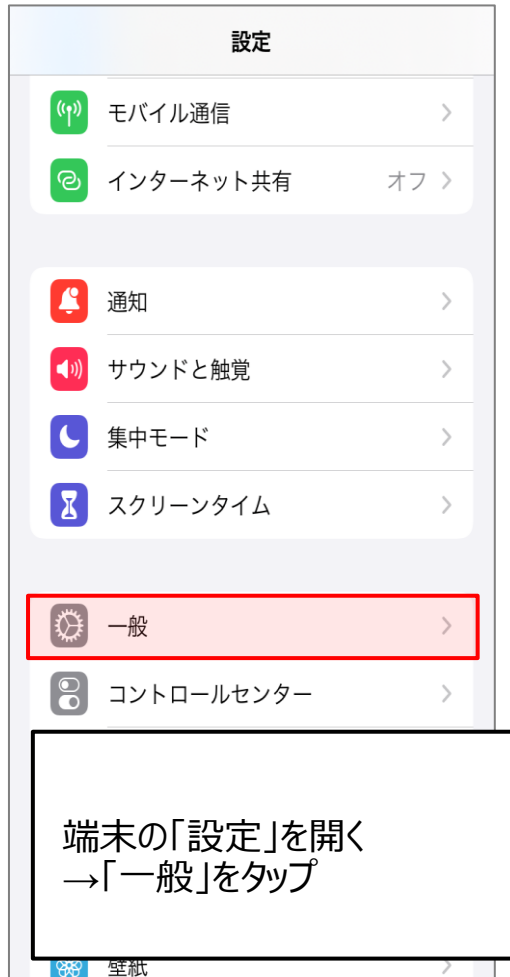 設定
モバイル通信
インターネット共有 オフ
通知
サウンドと触覚
集中モード
スクリーンタイム
一般
コントロールセンター
端末の「設定」を開く
→「一般」をタップ
壁紙